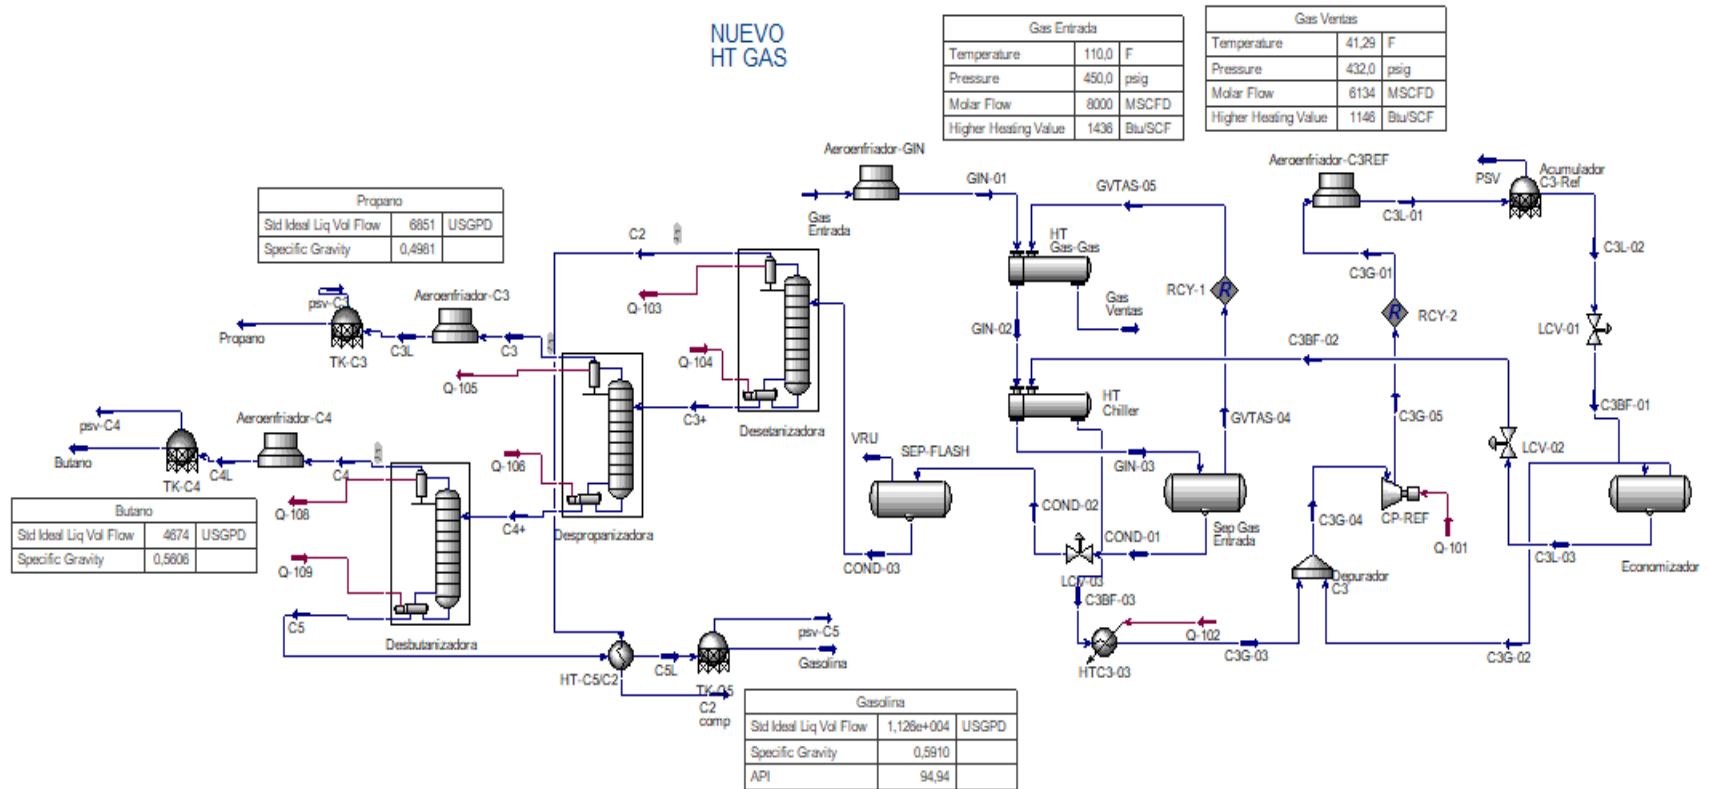 NUEVO
HT GAS
Gas Entrada
Temperature 110,0 F
Pressure 450,0 psig
Molar Flow 8000 MSCFD
Higher Heating Value 1436 Btu/SCF
Gas Ventas
Temperature 41,29 F
Pressure 432,0 psig
Molar Flow 6134 MSCFD
Higher Heating Value 1146 Btu/SCF
Aeroenfriador-GIN
GIN-01
Gas
Entrada
GVTAS-05
HT
Gas-Gas
Gas
Ventas
GIN-02
RCY-1
Aeroenfriador-C3REF
PSV
Acumulador
C3-Ref
C3L-01
C3L-02
C3G-01
RCY-2
LCV-01
C3BF-02
C3BF-01
HT
Chiller
GVTAS-04
C3G-05
LCV-02
GIN-03
Sep Gas
Entrada
CP-REF
Q-101
C3G-04
C3L-03
Economizador
Depurador
C3
C3G-02
C3G-03
Q-102
HTC3-03
C3BF-03
LCV-03
COND-01
COND-02
SEP-FLASH
VRU
COND-03
Propano
Std Ideal Liq Vol Flow 6851 USGPD
Specific Gravity 0,4981
C2
Q-103
Q-104
Desetanizadora
C3+
psv-C3
Aeroenfriador-C3
Propano
TK-C3
C3L
C3
Q-105
Q-106
Despropanizadora
C4+
psv-C4
Aeroenfriador-C4
Butano
TK-C4
C4L
C4
Q-108
Q-109
Desbutanizadora
C5
Butano
Std Ideal Liq Vol Flow 4674 USGPD
Specific Gravity 0,5606
HT-C5/C2
C5L
TK-C5
psv-C5
Gasolina
C2
comp
Gasolina
Std Ideal Liq Vol Flow 1,126e+004 USGPD
Specific Gravity 0,5910
API 94,94